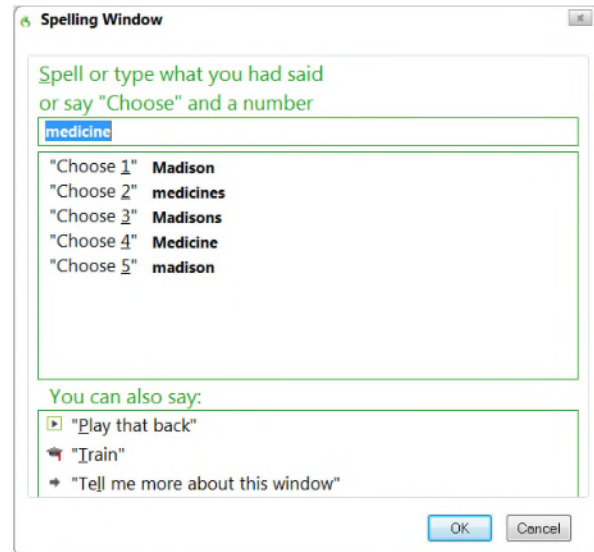 Spelling Window
Spell or type what you had said
or say "Choose" and a number
medicine
"Choose 1" Madison
"Choose 2" medicines
"Choose 3" Madisons
"Choose 4" Medicine
"Choose 5" madison
You can also say:
"Play that back"
"Train"
"Tell me more about this window"
OK Cancel